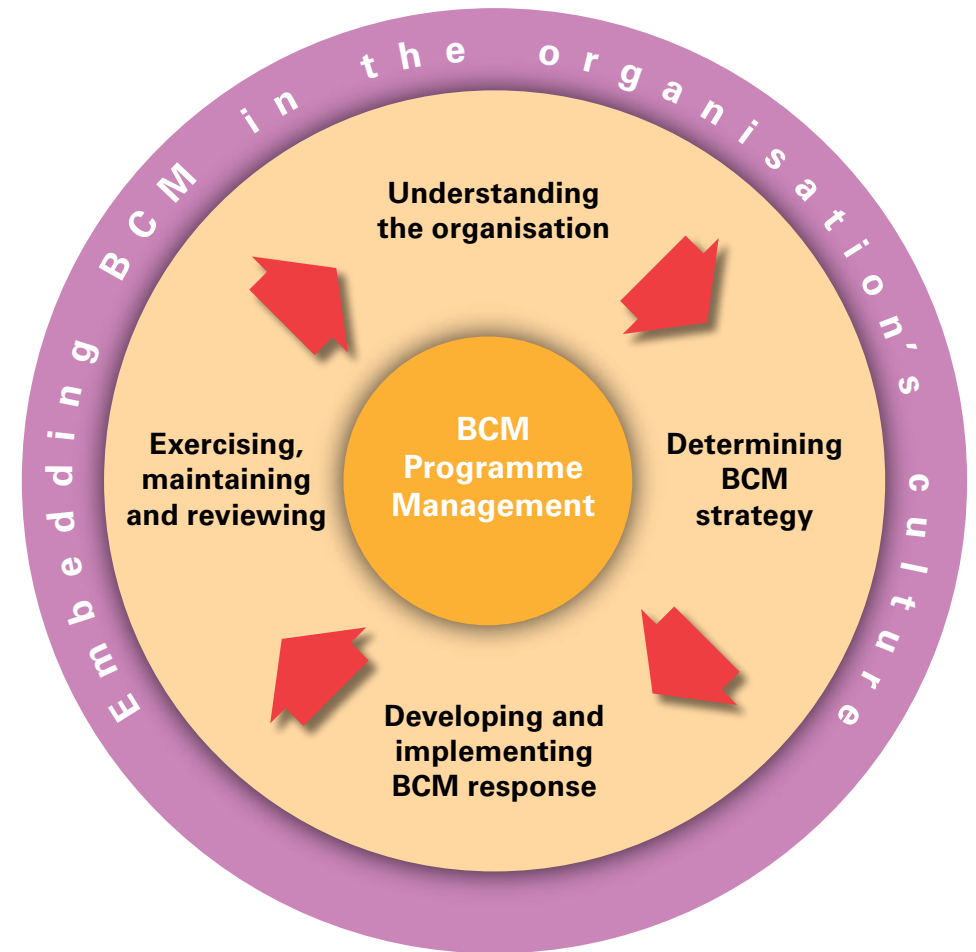 Embedding BCM in the organisation's culture
Understanding
the organisation
Exercising,
maintaining
and reviewing
BCM
Programme
Management
Determining
BCM
strategy
Developing and
implementing
BCM response